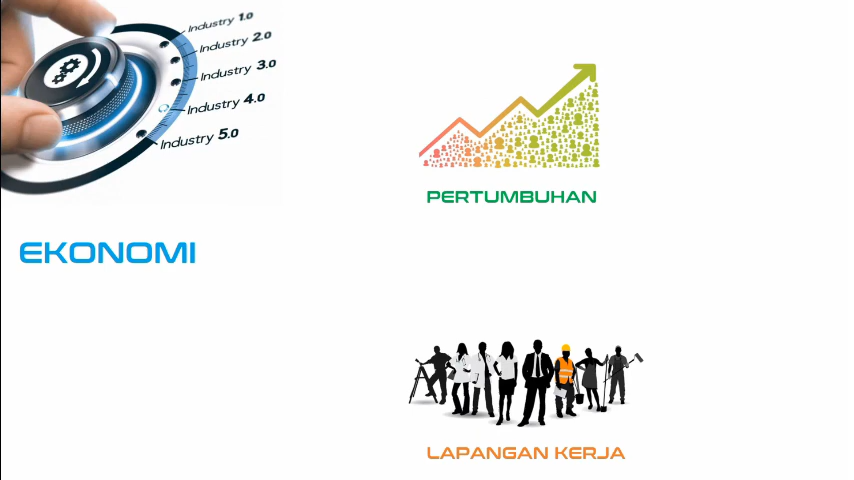 Industry 1.0
Industry 2.0
Industry 3.0
Industry 4.0
Industry 5.0
PERTUMBUHAN
EKONOMI
LAPANGAN KERJA